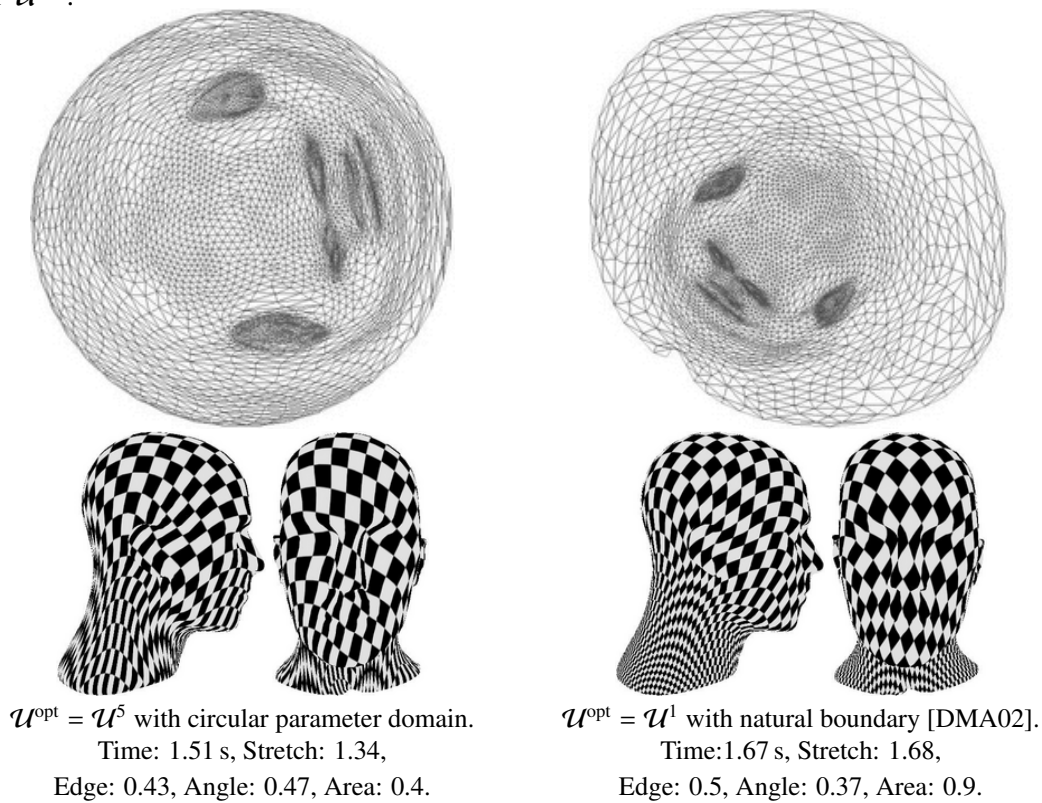 𝒰^opt = 𝒰^5 with circular parameter domain.
Time: 1.51 s, Stretch: 1.34,
Edge: 0.43, Angle: 0.47, Area: 0.4.
𝒰^opt = 𝒰^1 with natural boundary [DMA02].
Time:1.67 s, Stretch: 1.68,
Edge: 0.5, Angle: 0.37, Area: 0.9.